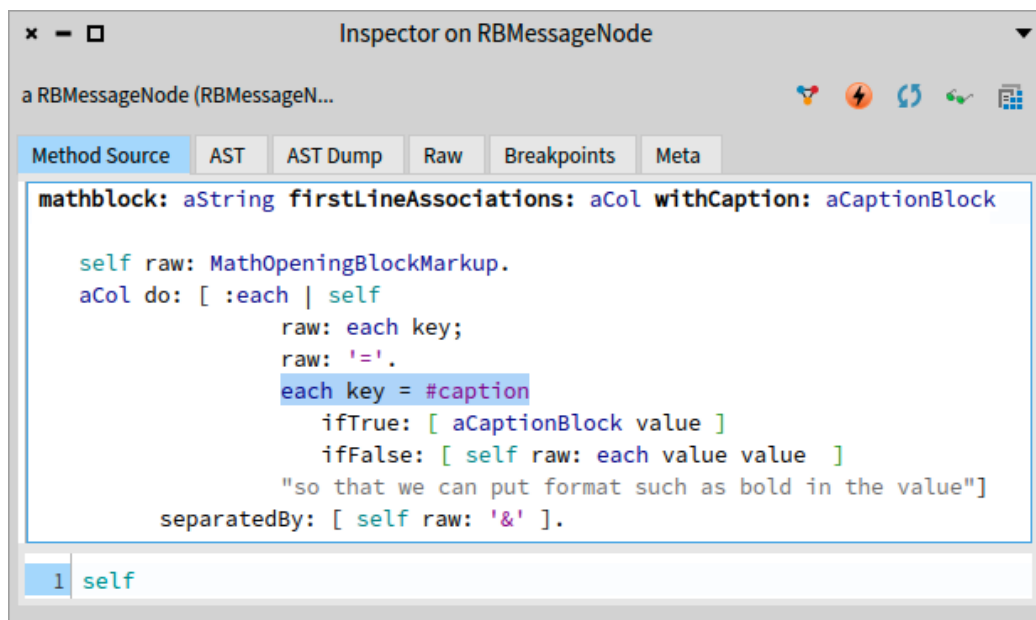 Inspector on RBMessageNode
a RBMessageNode (RBMessageN...
Method Source AST AST Dump Raw Breakpoints Meta
mathblock: aString firstLineAssociations: aCol withCaption: aCaptionBlock
self raw: MathOpeningBlockMarkup.
aCol do: [ :each | self
raw: each key;
raw: '='.
each key = #caption
ifTrue: [ aCaptionBlock value ]
ifFalse: [ self raw: each value value  ]
"so that we can put format such as bold in the value"]
separatedBy: [ self raw: '&' ].
1 self